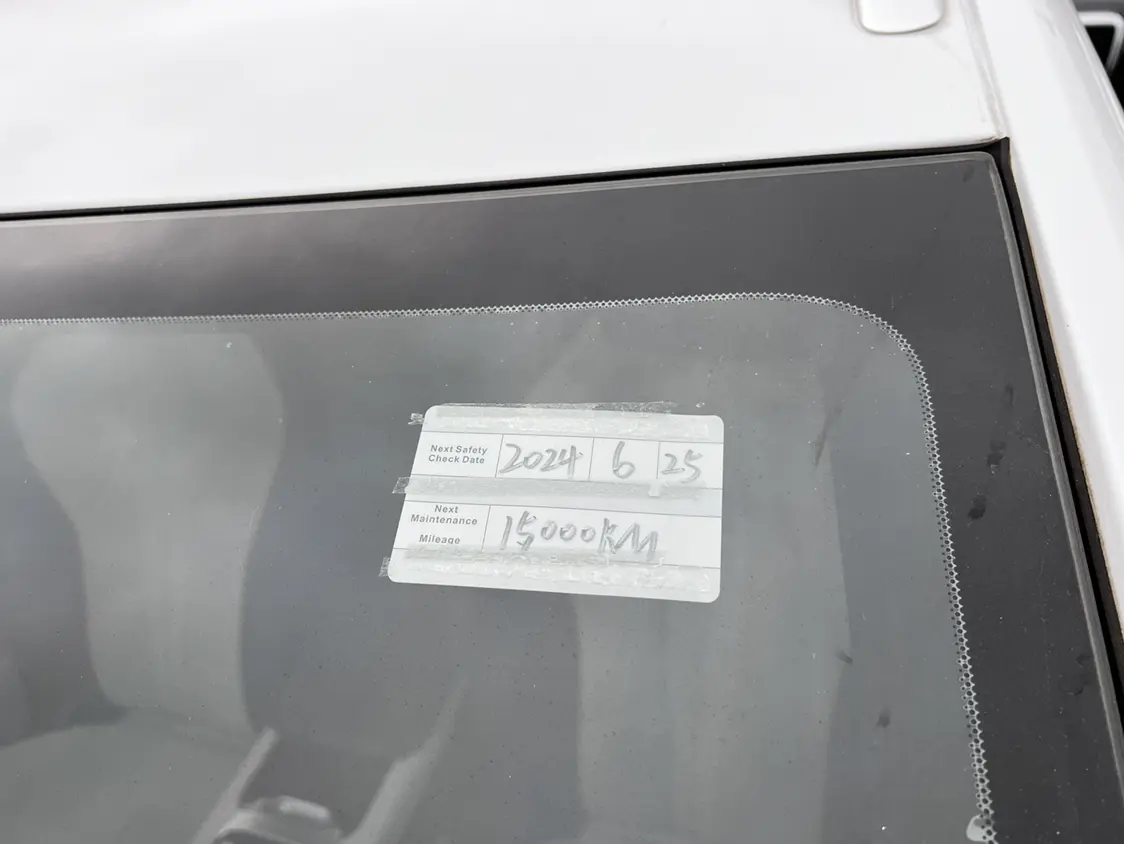 Next Safety
Check Date
2024 6 25
Next
Maintenance
Mileage
15000KM